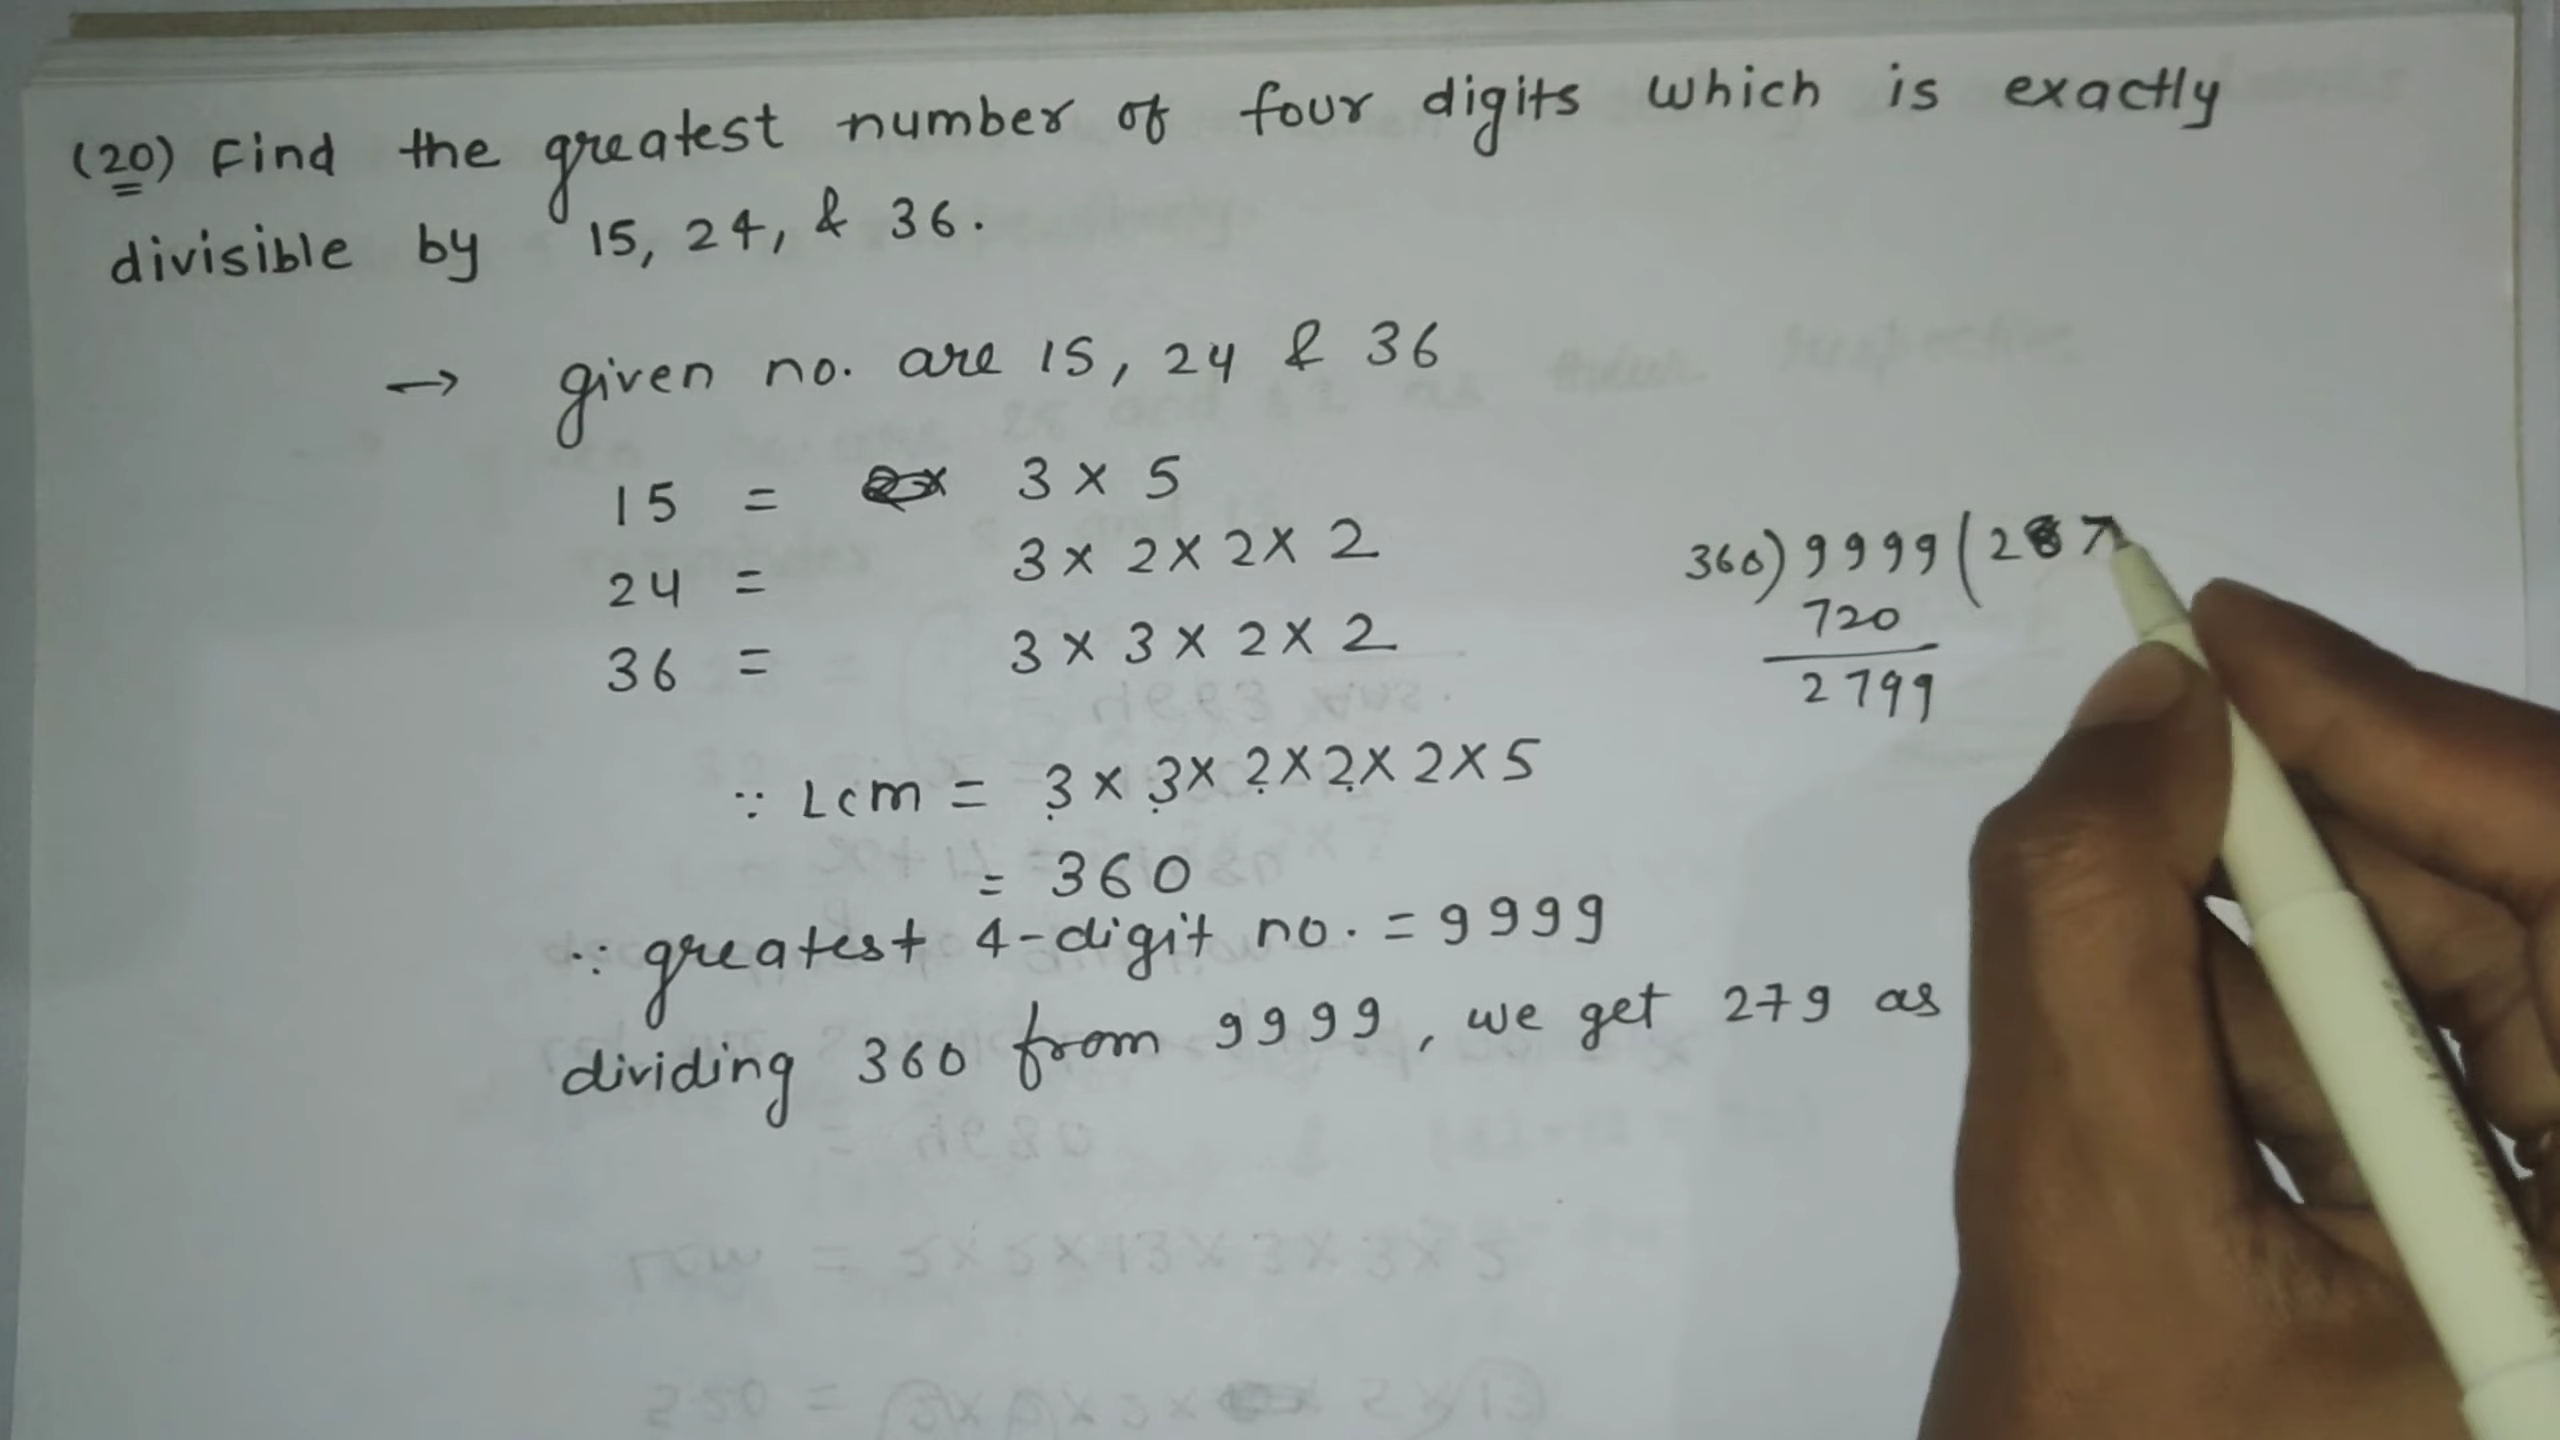 (20) Find the greatest number of four digits which is exactly
divisible by 15, 24, & 36.
→ given no. are 15, 24 & 36
15 = 3 × 5
24 = 3 × 2 × 2 × 2
36 = 3 × 3 × 2 × 2
360) 9999 ( 2 7
720
2799
∵ Lcm = 3 × 3 × 2 × 2 × 2 × 5
= 360
∵ greatest 4-digit no. = 9999
dividing 360 from 9999, we get 279 as